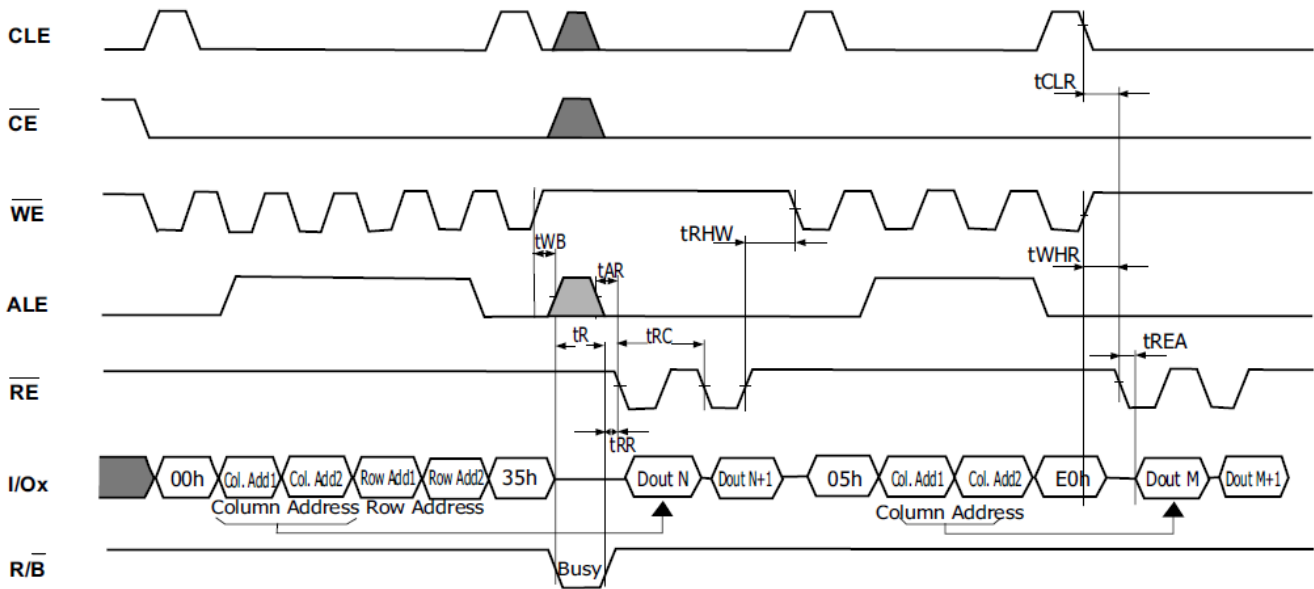 CLE
tCLR
CE
WE
tWB
tRHW
tWHR
tAR
ALE
tR
tRC
tREA
RE
tRR
I/Ox
00h
Col. Add1
Col. Add2
Row Add1
Row Add2
35h
Dout N
Dout N+1
05h
Col. Add1
Col. Add2
E0h
Dout M
Dout M+1
Column Address Row Address
Column Address
R/B
Busy